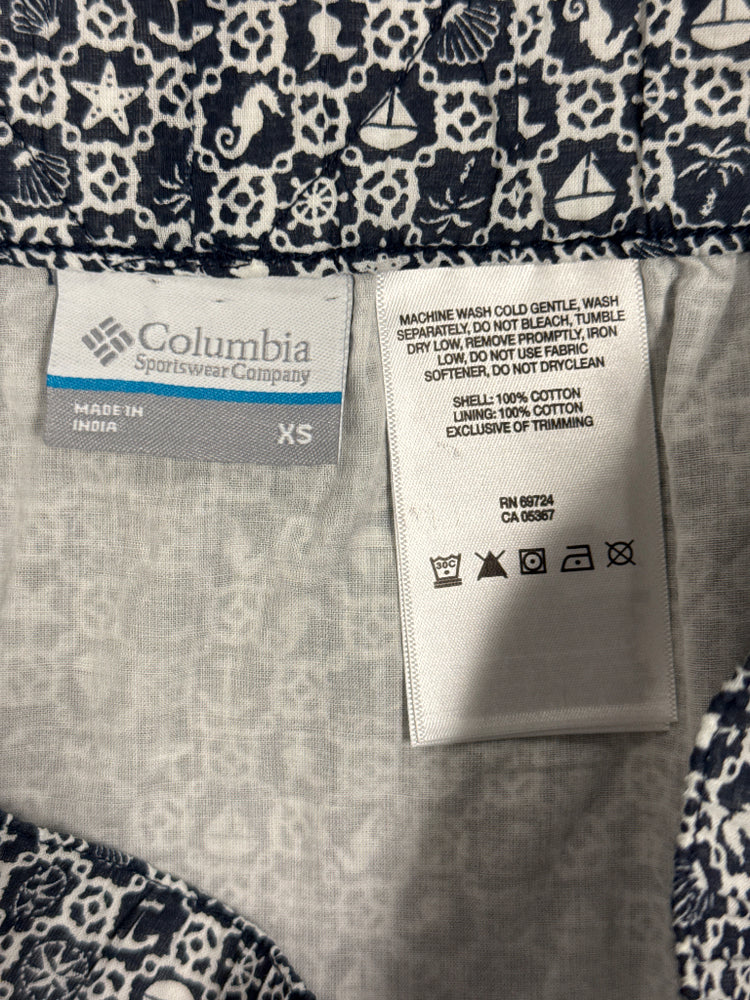 Columbia
Sportswear Company
MADE IN
INDIA
XS
MACHINE WASH COLD GENTLE, WASH
SEPARATELY, DO NOT BLEACH, TUMBLE
DRY LOW, REMOVE PROMPTLY, IRON
LOW, DO NOT USE FABRIC
SOFTENER, DO NOT DRYCLEAN
SHELL: 100% COTTON
LINING: 100% COTTON
EXCLUSIVE OF TRIMMING
RN 69724
CA 05367
30C